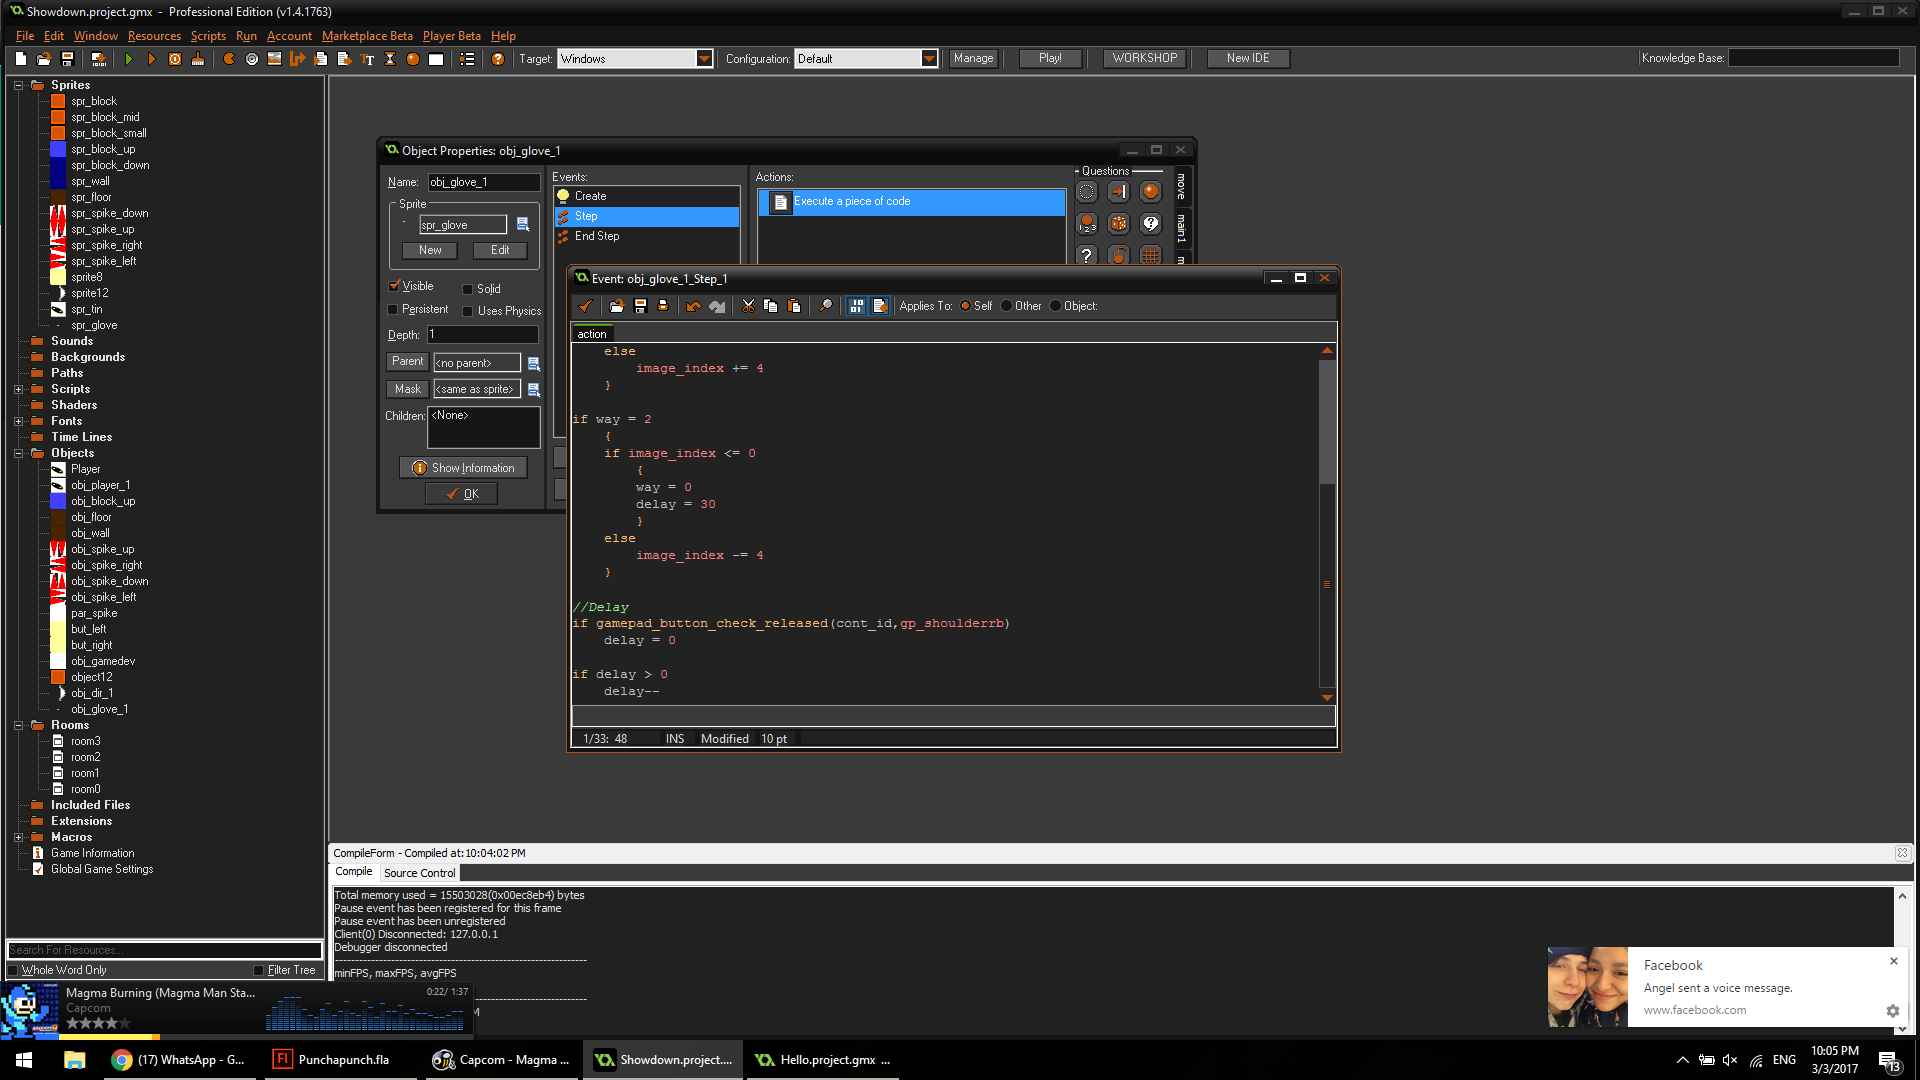 Showdown.project.gmx  -  Professional Edition (v1.4.1763)
File Edit Window Resources Scripts Run Account Marketplace Beta Player Beta Help
Target: Windows Configuration: Default Manage Play! WORKSHOP New IDE Knowledge Base:
Sprites
spr_block
spr_block_mid
spr_block_small
spr_block_up
spr_block_down
spr_wall
spr_floor
spr_spike_down
spr_spike_up
spr_spike_right
spr_spike_left
sprite8
sprite12
spr_tin
spr_glove
Sounds
Backgrounds
Paths
Scripts
Shaders
Fonts
Time Lines
Objects
Player
obj_player_1
obj_block_up
obj_floor
obj_wall
obj_spike_up
obj_spike_right
obj_spike_down
obj_spike_left
par_spike
but_left
but_right
obj_gamedev
object12
obj_dir_1
obj_glove_1
Rooms
room3
room2
room1
room0
Included Files
Extensions
Macros
Game Information
Global Game Settings
Search For Resources...
Whole Word Only Filter Tree
Object Properties: obj_glove_1
Name: obj_glove_1
Sprite
spr_glove
New Edit
Visible Solid
Persistent Uses Physics
Depth: 1
Parent <no parent>
Mask <same as sprite>
Children: <None>
Show Information
OK
Events:
Create
Step
End Step
Actions:
Execute a piece of code
Questions
move
main1
Event: obj_glove_1_Step_1
Applies To: Self Other Object:
action
else
image_index += 4
}
if way = 2
{
if image_index <= 0
{
way = 0
delay = 30
}
else
image_index -= 4
}
//Delay
if gamepad_button_check_released(cont_id,gp_shoulderrb)
delay = 0
if delay > 0
delay--
1/33: 48 INS Modified 10 pt
CompileForm - Compiled at:10:04:02 PM
Compile Source Control
Total memory used = 15503028(0x00ec8eb4) bytes
Pause event has been registered for this frame
Pause event has been unregistered
Client(0) Disconnected: 127.0.0.1
Debugger disconnected
minFPS, maxFPS, avgFPS
Magma Burning (Magma Man Sta...
0:22/ 1:37
Capcom
Facebook
Angel sent a voice message.
www.facebook.com
(17) WhatsApp - G...
Punchapunch.fla
Capcom - Magma ...
Showdown.project....
Hello.project.gmx ...
ENG
10:05 PM
3/3/2017
13